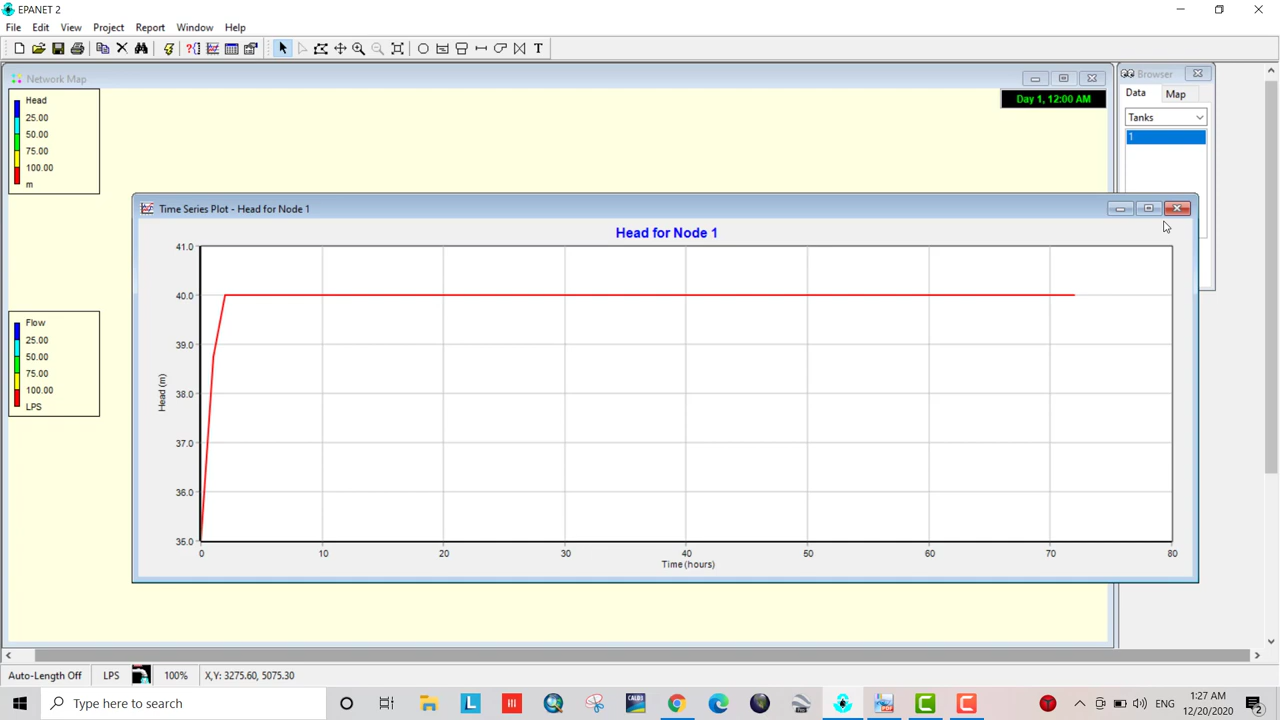 EPANET 2
File Edit View Project Report Window Help
T
Network Map
Browser
Head
25.00
50.00
75.00
100.00
m
Day 1, 12:00 AM
Data Map
Tanks
1
Time Series Plot - Head for Node 1
Head for Node 1
41.0
40.0
39.0
38.0
37.0
36.0
35.0
Head (m)
0 10 20 30 40 50 60 70 80
Time (hours)
Flow
25.00
50.00
75.00
100.00
LPS
Auto-Length Off LPS 100% X,Y: 3275.60, 5075.30
Type here to search
L
CALRB
ENG
1:27 AM
12/20/2020
2